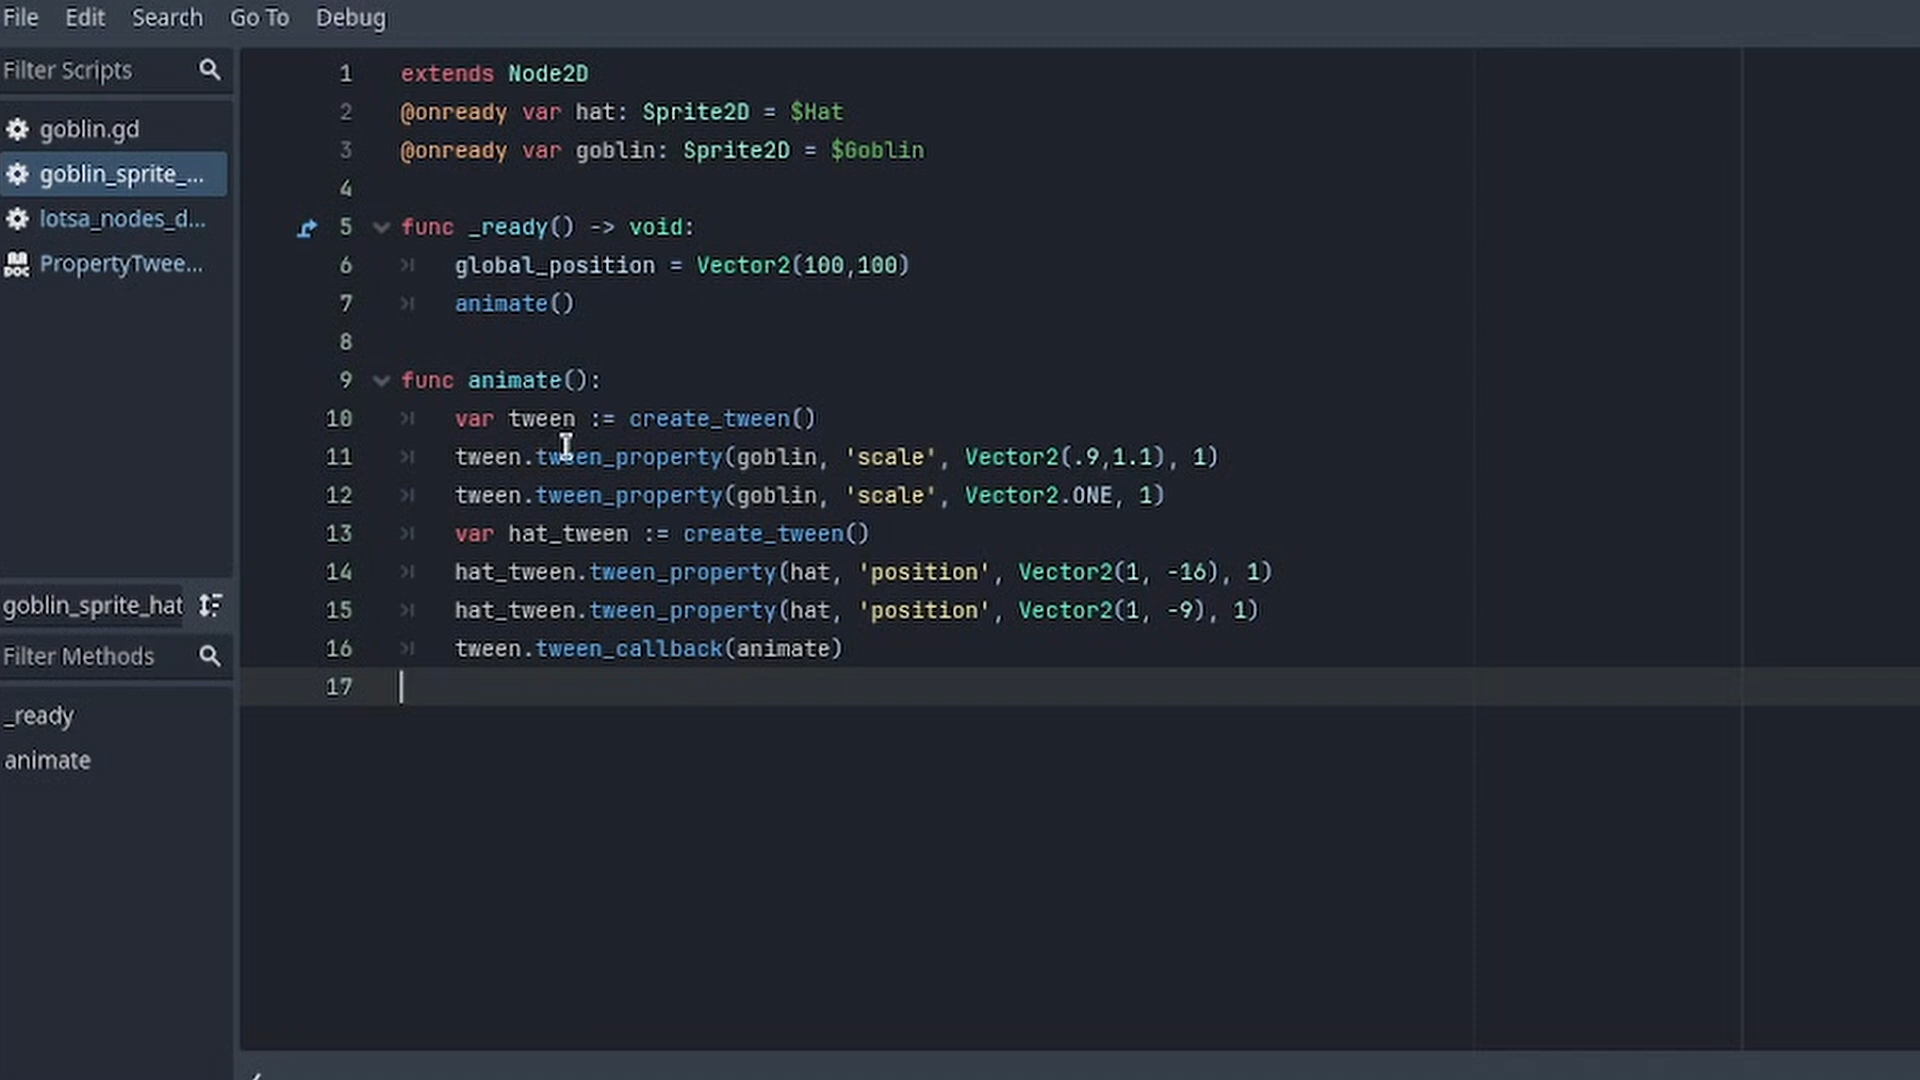 File Edit Search Go To Debug
Filter Scripts
goblin.gd
goblin_sprite_...
lotsa_nodes_d...
PropertyTwee...
goblin_sprite_hat
Filter Methods
_ready
animate
1 extends Node2D
2 @onready var hat: Sprite2D = $Hat
3 @onready var goblin: Sprite2D = $Goblin
4
5 func _ready() -> void:
6 global_position = Vector2(100,100)
7 animate()
8
9 func animate():
10 var tween := create_tween()
11 tween.tween_property(goblin, 'scale', Vector2(.9,1.1), 1)
12 tween.tween_property(goblin, 'scale', Vector2.ONE, 1)
13 var hat_tween := create_tween()
14 hat_tween.tween_property(hat, 'position', Vector2(1, -16), 1)
15 hat_tween.tween_property(hat, 'position', Vector2(1, -9), 1)
16 tween.tween_callback(animate)
17